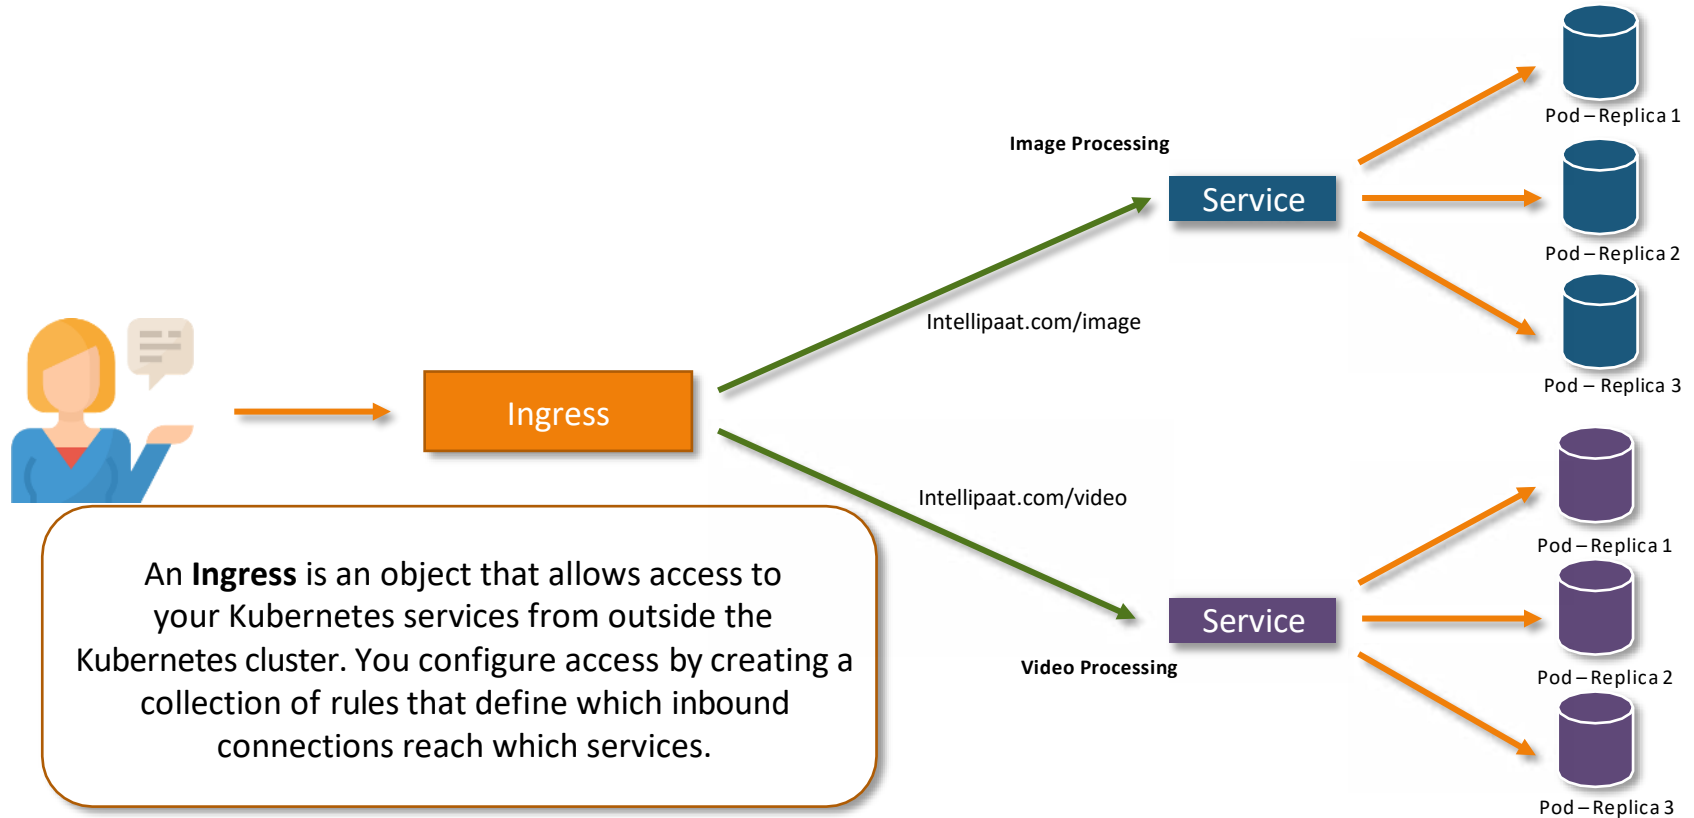 Pod – Replica 1
Image Processing
Service
Pod – Replica 2
Intellipaat.com/image
Pod – Replica 3
Ingress
Intellipaat.com/video
Pod – Replica 1
An Ingress is an object that allows access to
your Kubernetes services from outside the
Kubernetes cluster. You configure access by creating a
collection of rules that define which inbound
connections reach which services.
Service
Video Processing
Pod – Replica 2
Pod – Replica 3